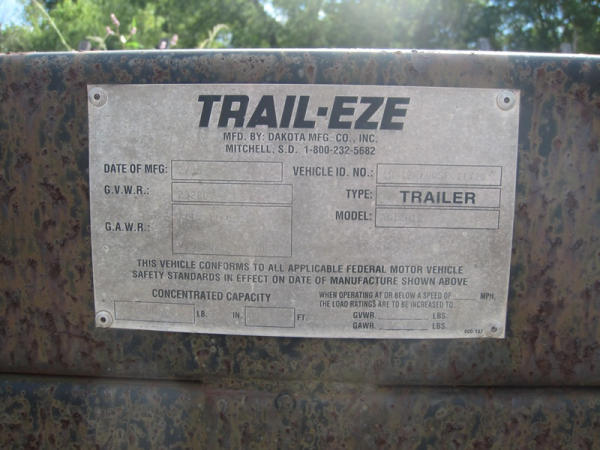 TRAIL-EZE
MFD. BY: DAKOTA MFG. CO., INC.
MITCHELL, S.D. 1-800-232-5682
DATE OF MFG: VEHICLE ID. NO.:
G.V.W.R.: TYPE: TRAILER
G.A.W.R.: MODEL:
THIS VEHICLE CONFORMS TO ALL APPLICABLE FEDERAL MOTOR VEHICLE
SAFETY STANDARDS IN EFFECT ON DATE OF MANUFACTURE SHOWN ABOVE
CONCENTRATED CAPACITY
LB. IN. FT.
WHEN OPERATING AT OR BELOW A SPEED OF MPH,
THE LOAD RATINGS ARE TO BE INCREASED TO:
GVWR. LBS.
GAWR. LBS.